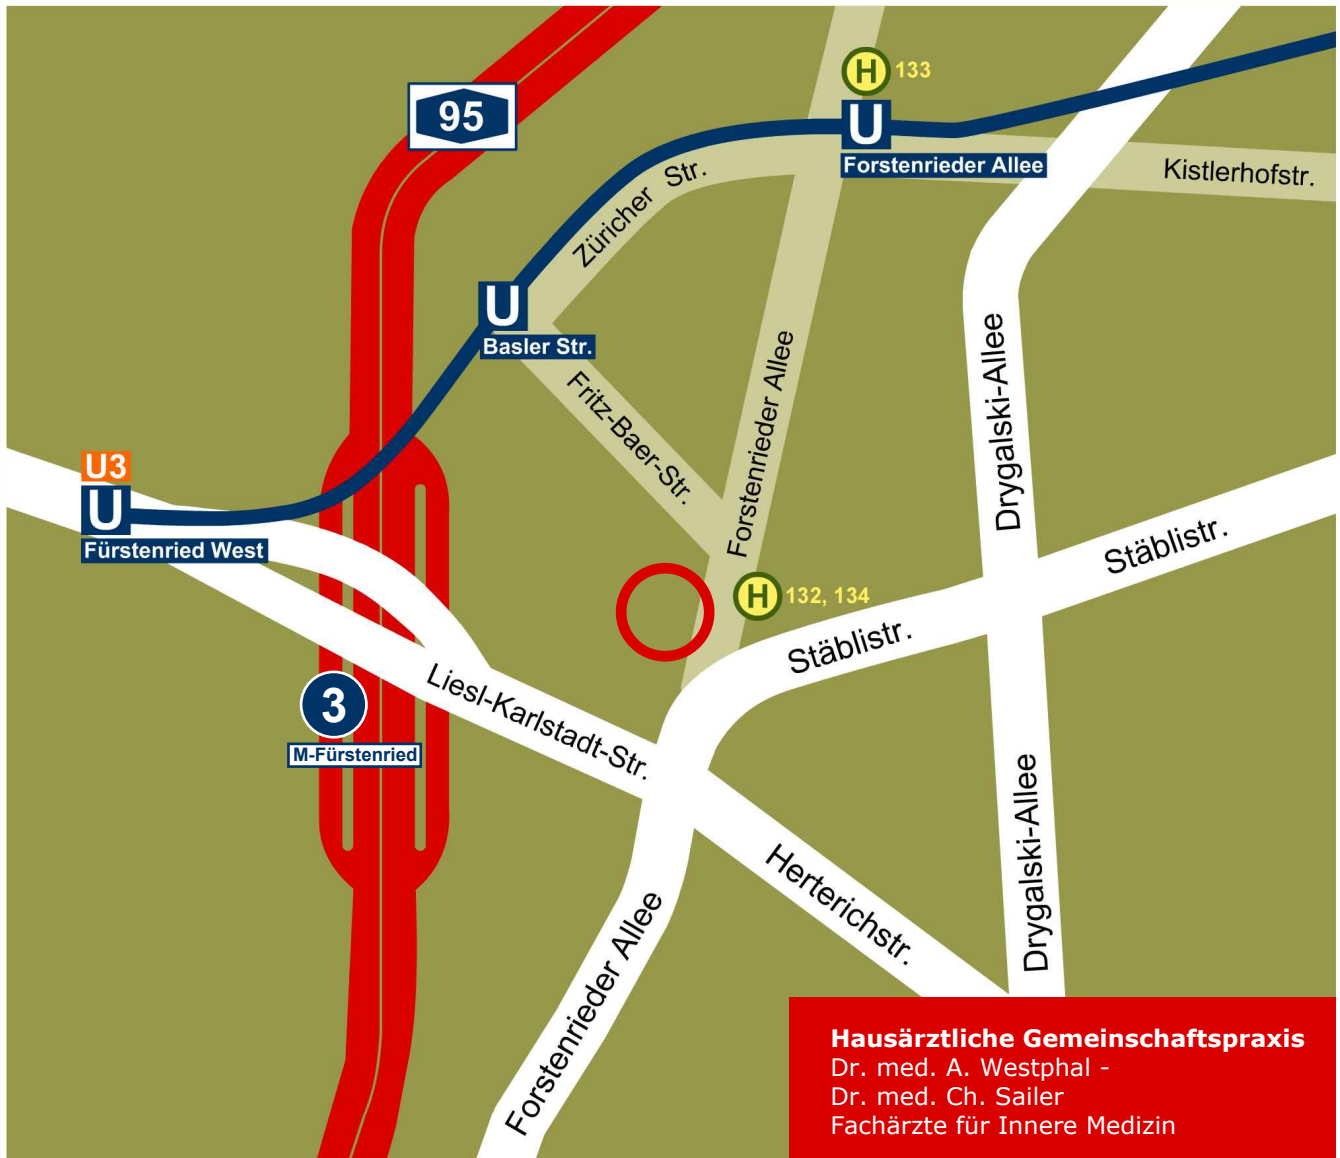 H 133
95
U
Forstenrieder Allee
Kistlerhofstr.
Züricher Str.
U
Basler Str.
Forstenrieder Allee
Drygalski-Allee
Fritz-Baer-Str.
U3
U
Fürstenried West
Stäblistr.
H 132, 134
Stäblistr.
Liesl-Karlstadt-Str.
3
M-Fürstenried
Drygalski-Allee
Herterichstr.
Forstenrieder Allee
Hausärztliche Gemeinschaftspraxis
Dr. med. A. Westphal -
Dr. med. Ch. Sailer
Fachärzte für Innere Medizin